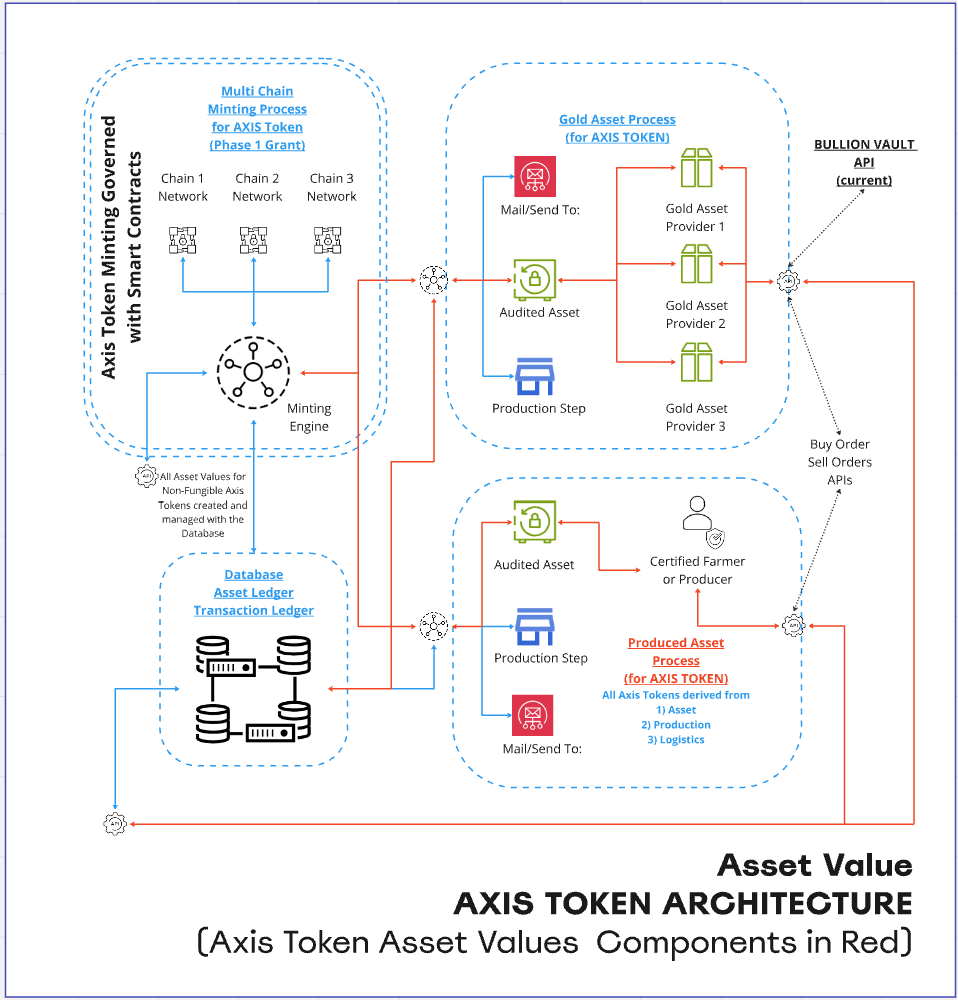 Axis Token Minting Governed
with Smart Contracts
Multi Chain
Minting Process
for AXIS Token
(Phase 1 Grant)
Chain 1
Network
Chain 2
Network
Chain 3
Network
Minting
Engine
API
All Asset Values for
Non-Fungible Axis
Tokens created and
managed with the
Database
Gold Asset Process
(for AXIS TOKEN)
Mail/Send To:
Audited Asset
Production Step
Gold Asset
Provider 1
Gold Asset
Provider 2
Gold Asset
Provider 3
BULLION VAULT
API
(current)
API
Buy Order
Sell Orders
APIs
Database
Asset Ledger
Transaction Ledger
Audited Asset
Certified Farmer
or Producer
API
Production Step
Produced Asset
Process
(for AXIS TOKEN)
All Axis Tokens derived from
1) Asset
2) Production
3) Logistics
Mail/Send To:
API
Asset Value
AXIS TOKEN ARCHITECTURE
(Axis Token Asset Values Components in Red)